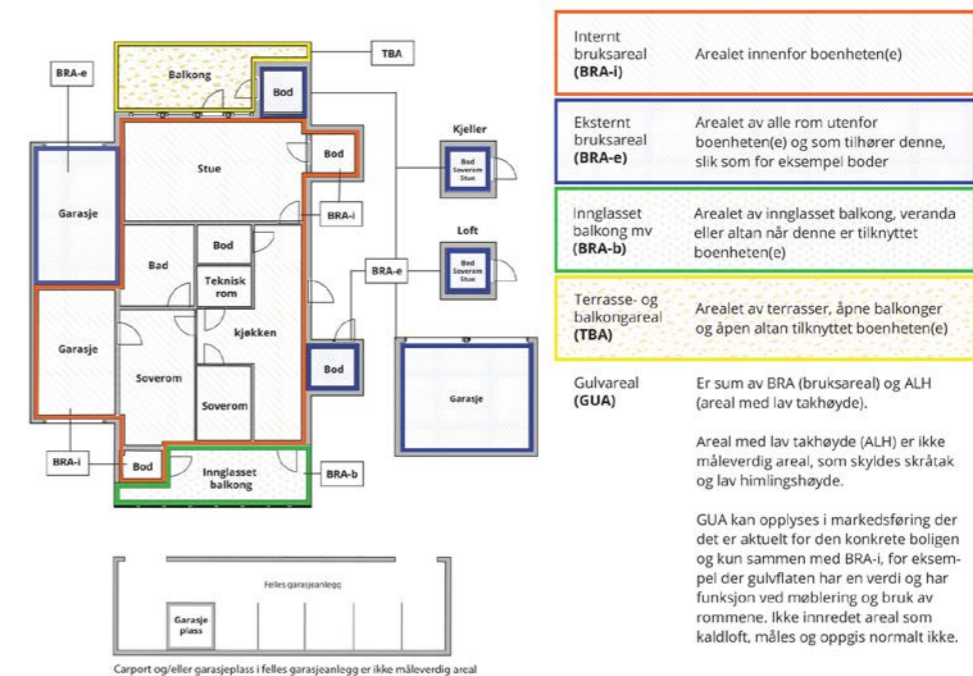 TBA
BRA-e
Balkong
Bod
Kjeller
Bod
Soverom
Stue
Stue
Bod
BRA-i
Garasje
Loft
Bod
Bad
Bod
Soverom
Stue
BRA-e
Teknisk
rom
kjøkken
Garasje
Soverom
Bod
Garasje
Soverom
BRA-i
Bod
Innglasset
balkong
BRA-b
Felles garasjeanlegg
Garasje
plass
Carport og/eller garasjeplass i felles garasjeanlegg er ikke måleverdig areal
Internt
bruksareal
(BRA-i)
Arealet innenfor boenheten(e)
Eksternt
bruksareal
(BRA-e)
Arealet av alle rom utenfor
boenheten(e) og som tilhører denne,
slik som for eksempel boder
Innglasset
balkong mv
(BRA-b)
Arealet av innglasset balkong, veranda
eller altan når denne er tilknyttet
boenheten(e)
Terrasse- og
balkongareal
(TBA)
Arealet av terrasser, åpne balkonger
og åpen altan tilknyttet boenheten(e)
Gulvareal
(GUA)
Er sum av BRA (bruksareal) og ALH
(areal med lav takhøyde).
Areal med lav takhøyde (ALH) er ikke
måleverdig areal, som skyldes skråtak
og lav himlingshøyde.
GUA kan opplyses i markedsføring der
det er aktuelt for den konkrete boligen
og kun sammen med BRA-i, for eksem-
pel der gulvflaten har en verdi og har
funksjon ved møblering og bruk av
rommene. Ikke innredet areal som
kaldloft, måles og oppgis normalt ikke.